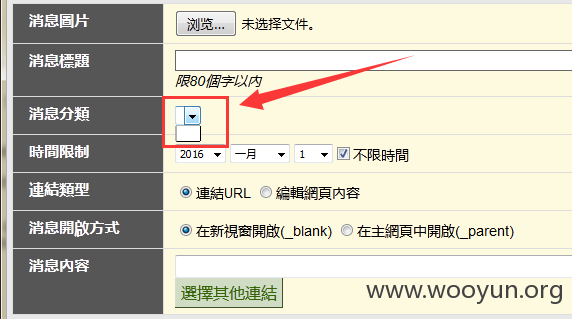 消息圖片 浏览... 未选择文件。
消息標題
限80個字以内
消息分類
時間限制 2016 一月 1 不限時間
連結類型 連結URL 編輯網頁內容
消息開啟方式 在新視窗開啟(_blank) 在主網頁中開啟(_parent)
消息內容
選擇其他連結
www.wooyun.org